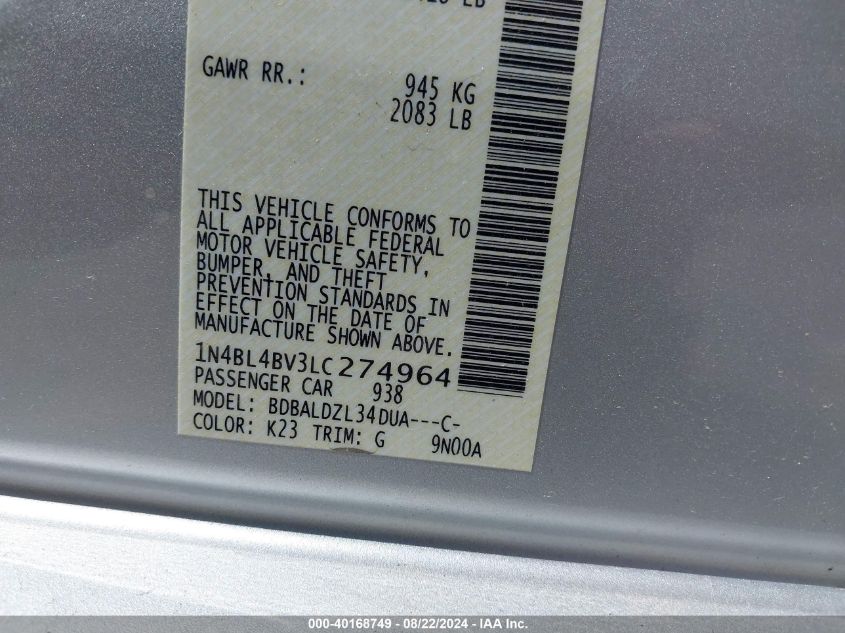 GAWR RR.: 945 KG
2083 LB
THIS VEHICLE CONFORMS TO
ALL APPLICABLE FEDERAL
MOTOR VEHICLE SAFETY,
BUMPER, AND THEFT
PREVENTION STANDARDS IN
EFFECT ON THE DATE OF
MANUFACTURE SHOWN ABOVE.
1N4BL4BV3LC274964
PASSENGER CAR 938
MODEL: BDBALDZL34DUA---C-
COLOR: K23 TRIM: G 9N00A
000-40168749 - 08/22/2024 - IAA Inc.